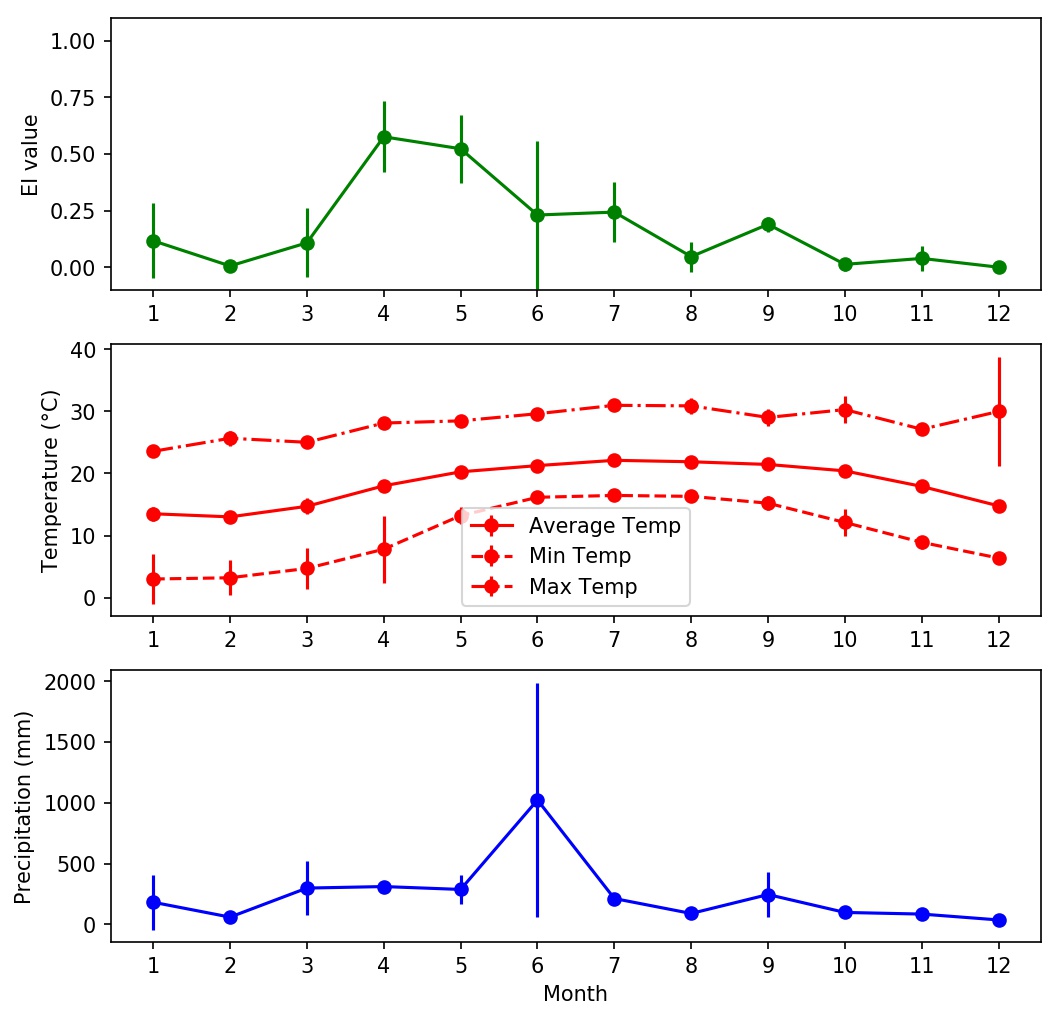 1.00
0.75
0.50
0.25
0.00
EI value
1 2 3 4 5 6 7 8 9 10 11 12
40
30
20
10
0
Temperature (°C)
Average Temp
Min Temp
Max Temp
1 2 3 4 5 6 7 8 9 10 11 12
2000
1500
1000
500
0
Precipitation (mm)
1 2 3 4 5 6 7 8 9 10 11 12
Month